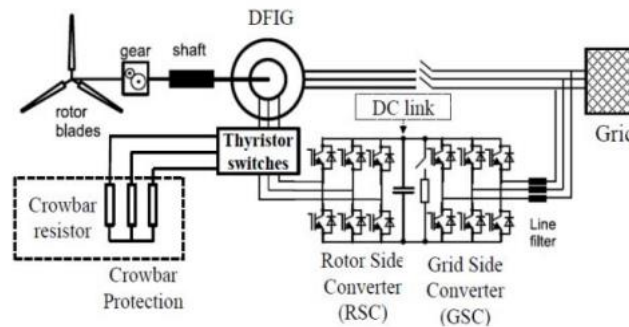 DFIG
gear
shaft
rotor
blades
DC link
Grid
Thyristor
switches
Crowbar
resistor
Crowbar
Protection
Rotor Side
Converter
(RSC)
Grid Side
Converter
(GSC)
Line
filter